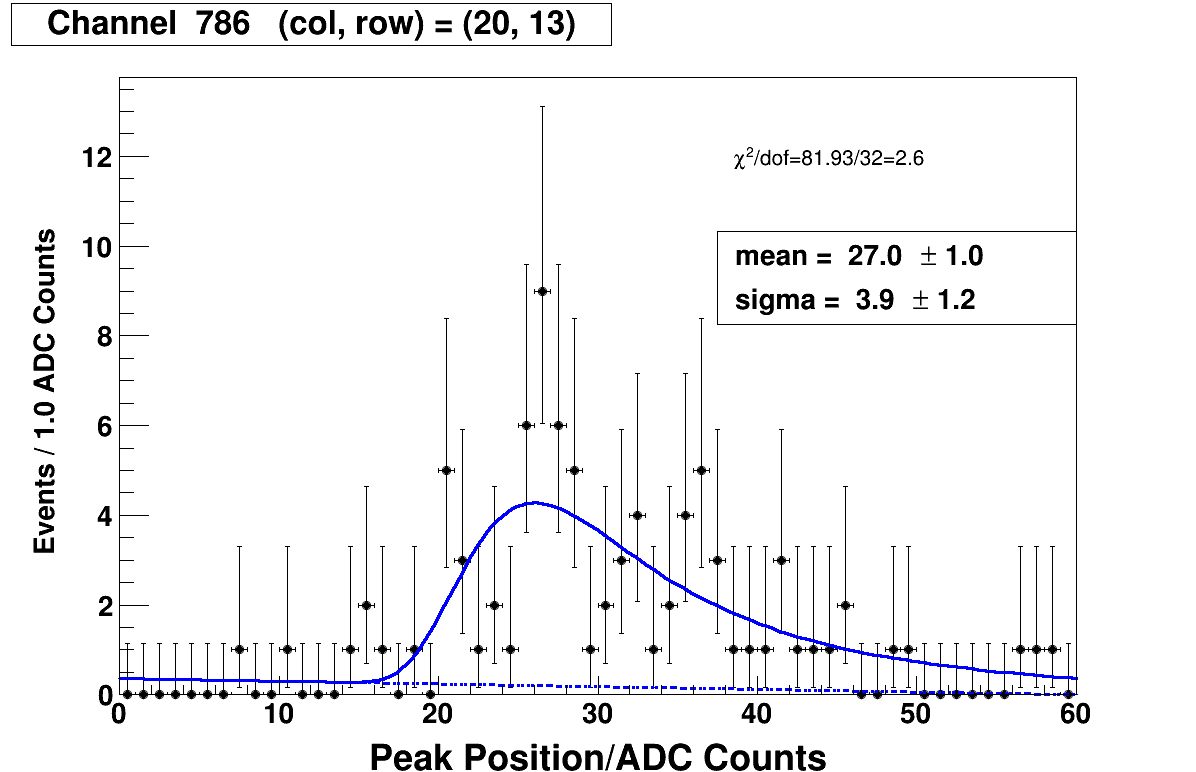 Channel 786 (col, row) = (20, 13)
χ²/dof=81.93/32=2.6
mean = 27.0 ± 1.0
sigma = 3.9 ± 1.2
Events / 1.0 ADC Counts
12
10
8
6
4
2
0
0 10 20 30 40 50 60
Peak Position/ADC Counts